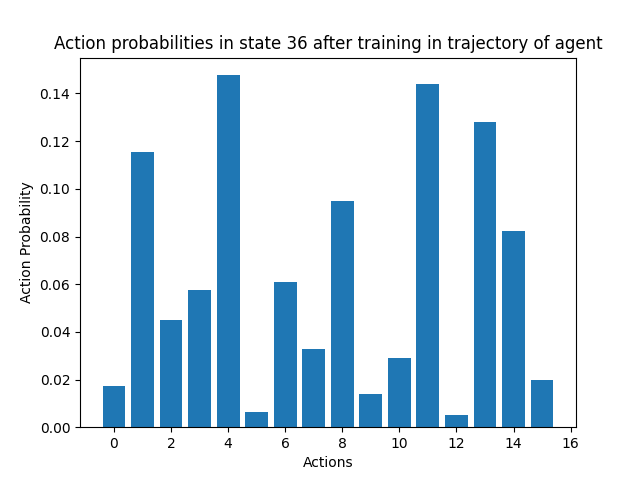 Action probabilities in state 36 after training in trajectory of agent
0.14
0.12
0.10
0.08
0.06
0.04
0.02
0.00
Action Probability
0 2 4 6 8 10 12 14 16
Actions